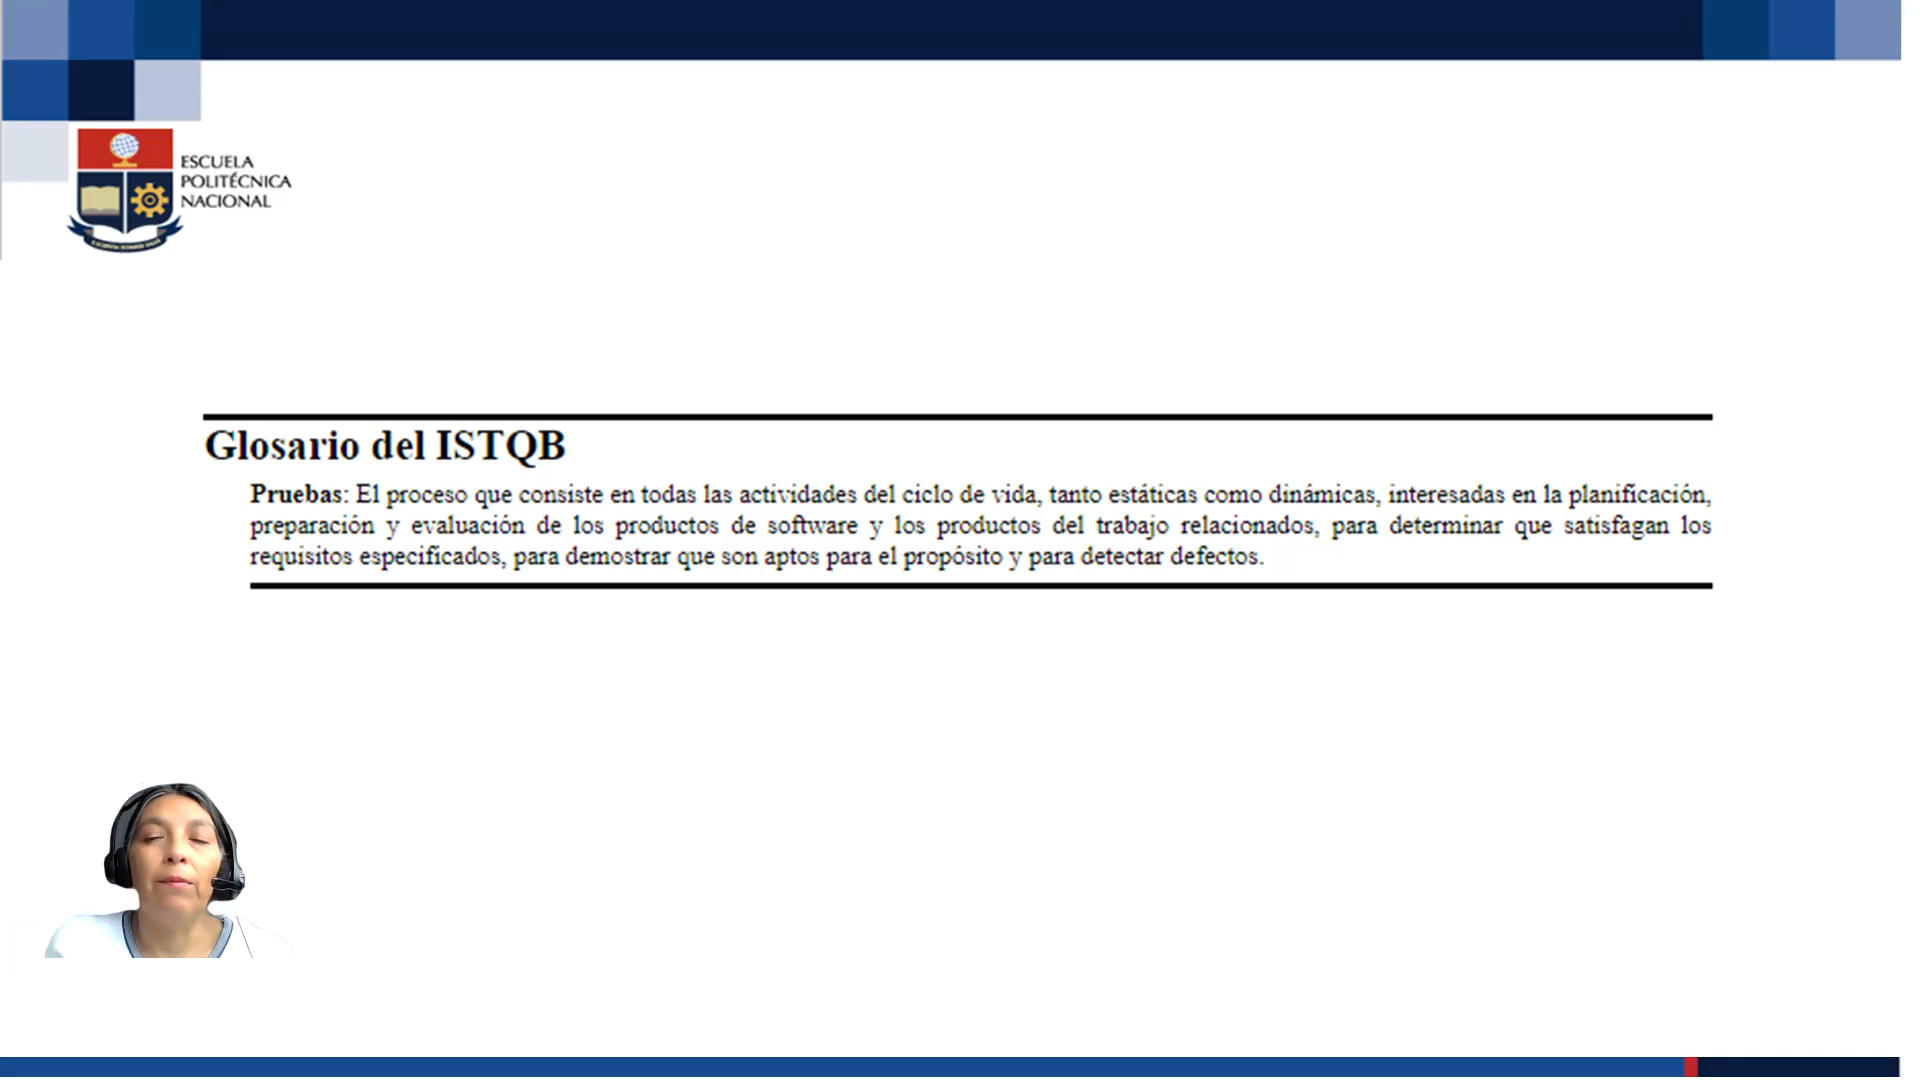 ESCUELA
POLITÉCNICA
NACIONAL
Glosario del ISTQB
Pruebas: El proceso que consiste en todas las actividades del ciclo de vida, tanto estáticas como dinámicas, interesadas en la planificación,
preparación y evaluación de los productos de software y los productos del trabajo relacionados, para determinar que satisfagan los
requisitos especificados, para demostrar que son aptos para el propósito y para detectar defectos.